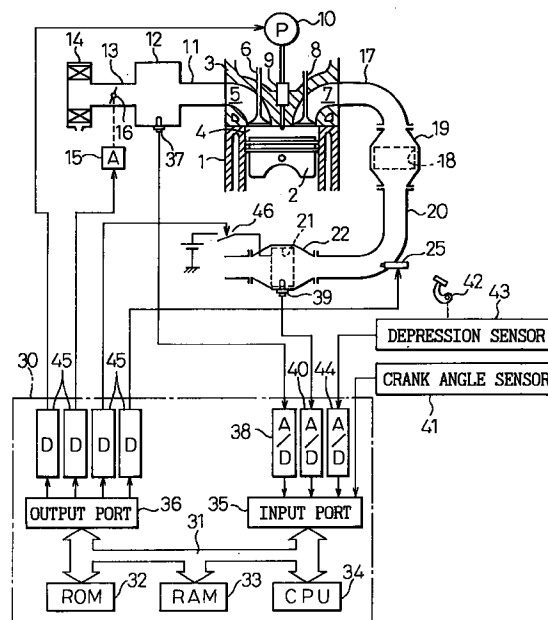 10
P
14 13 12 11 6 9 8 17
3
5 7
16
4
19
15 A 37 1 2 18
46 21 22 20
25
39
42
43
DEPRESSION SENSOR
CRANK ANGLE SENSOR
41
30 45 45
D D D D
38 A/D 40 A/D 44 A/D
OUTPUT PORT 36
35 INPUT PORT
31
ROM 32 RAM 33 CPU 34